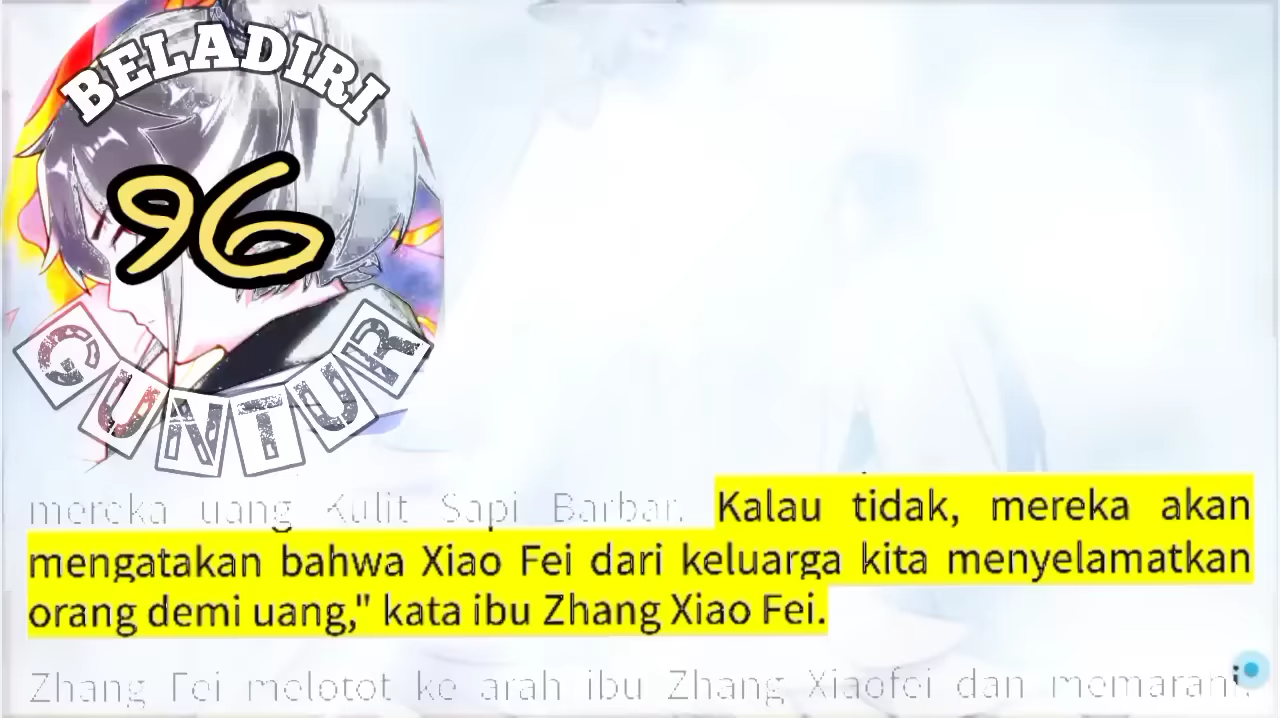 BELADIRI
96
GUNTUR
mereka uang Kulit Sapi Barbar. Kalau tidak, mereka akan
mengatakan bahwa Xiao Fei dari keluarga kita menyelamatkan
orang demi uang," kata ibu Zhang Xiao Fei.
Zhang Fei melotot ke arah ibu Zhang Xiaofei dan memarahi.